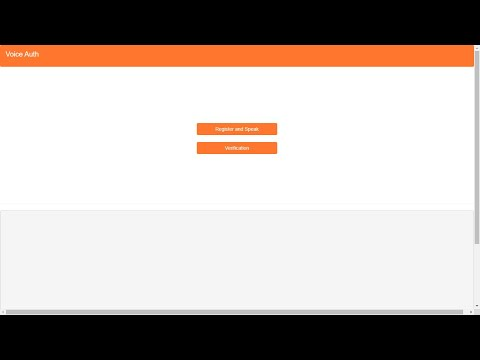 Voice Auth
Register and Speak
Verification